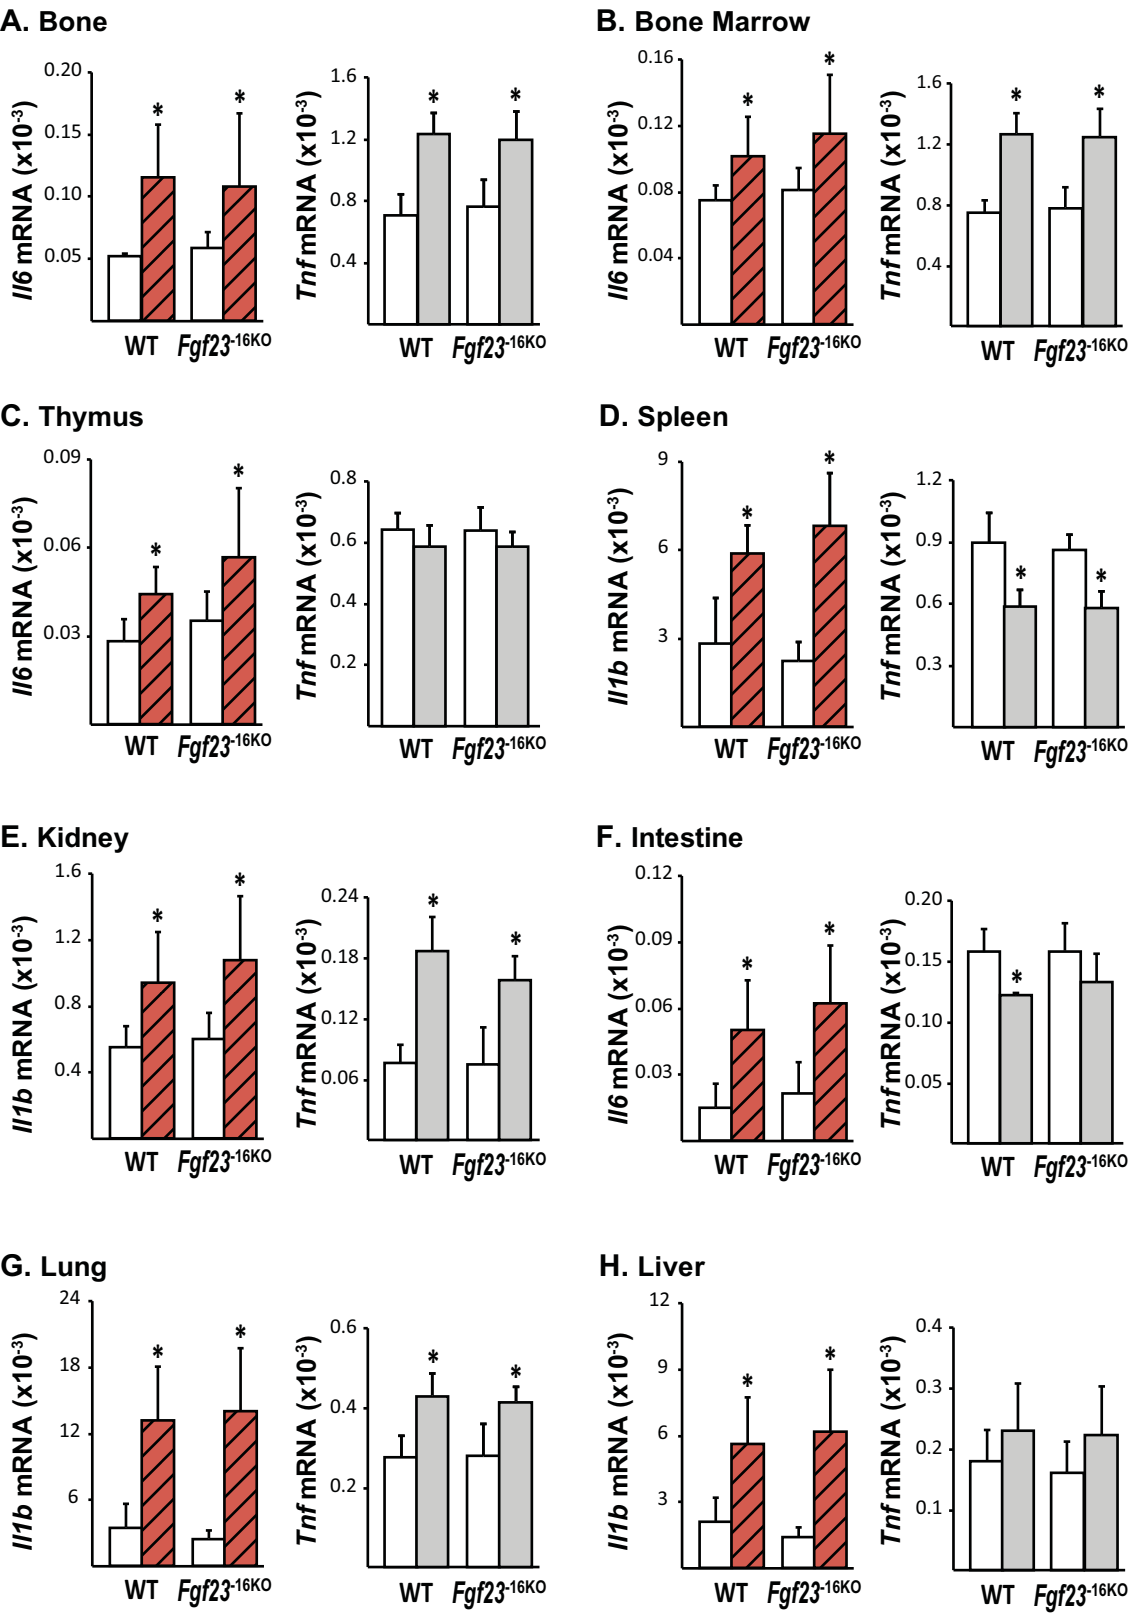 A. Bone
B. Bone Marrow
Il6 mRNA (x10⁻³)
0.20
0.15
0.10
0.05
*
*
WT Fgf23⁻¹⁶ᴷᴼ
Tnf mRNA (x10⁻³)
1.6
1.2
0.8
0.4
*
*
WT Fgf23⁻¹⁶ᴷᴼ
Il6 mRNA (x10⁻³)
0.16
0.12
0.08
0.04
*
*
WT Fgf23⁻¹⁶ᴷᴼ
Tnf mRNA (x10⁻³)
1.6
1.2
0.8
0.4
*
*
WT Fgf23⁻¹⁶ᴷᴼ
C. Thymus
D. Spleen
Il6 mRNA (x10⁻³)
0.09
0.06
0.03
*
*
WT Fgf23⁻¹⁶ᴷᴼ
Tnf mRNA (x10⁻³)
0.8
0.6
0.4
0.2
WT Fgf23⁻¹⁶ᴷᴼ
Il1b mRNA (x10⁻³)
9
6
3
*
*
WT Fgf23⁻¹⁶ᴷᴼ
Tnf mRNA (x10⁻³)
1.2
0.9
0.6
0.3
*
*
WT Fgf23⁻¹⁶ᴷᴼ
E. Kidney
F. Intestine
Il1b mRNA (x10⁻³)
1.6
1.2
0.8
0.4
*
*
WT Fgf23⁻¹⁶ᴷᴼ
Tnf mRNA (x10⁻³)
0.24
0.18
0.12
0.06
*
*
WT Fgf23⁻¹⁶ᴷᴼ
Il6 mRNA (x10⁻³)
0.12
0.09
0.06
0.03
*
*
WT Fgf23⁻¹⁶ᴷᴼ
Tnf mRNA (x10⁻³)
0.20
0.15
0.10
0.05
*
WT Fgf23⁻¹⁶ᴷᴼ
G. Lung
H. Liver
Il1b mRNA (x10⁻³)
24
18
12
6
*
*
WT Fgf23⁻¹⁶ᴷᴼ
Tnf mRNA (x10⁻³)
0.6
0.4
0.2
*
*
WT Fgf23⁻¹⁶ᴷᴼ
Il1b mRNA (x10⁻³)
12
9
6
3
*
*
WT Fgf23⁻¹⁶ᴷᴼ
Tnf mRNA (x10⁻³)
0.4
0.3
0.2
0.1
WT Fgf23⁻¹⁶ᴷᴼ